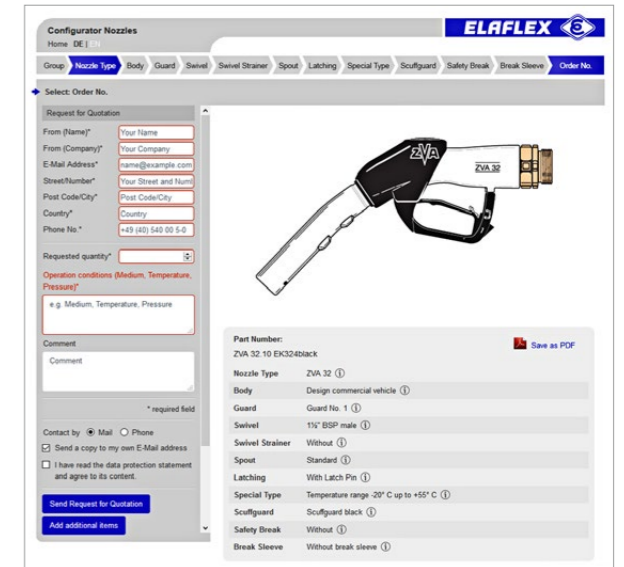 Configurator Nozzles
Home DE | EN
ELAFLEX
Group Nozzle Type Body Guard Swivel Swivel Strainer Spout Latching Special Type Scuffguard Safety Break Break Sleeve Order No.
Select: Order No.
Request for Quotation
From (Name)* Your Name
From (Company)* Your Company
E-Mail Address* name@example.com
Street/Number* Your Street and Numl
Post Code/City* Post Code/City
Country* Country
Phone No.* +49 (40) 540 00 5-0
Requested quantity*
Operation conditions (Medium, Temperature,
Pressure)*
e.g. Medium, Temperature, Pressure
Comment
Comment
* required field
Contact by Mail Phone
Send a copy to my own E-Mail address
I have read the data protection statement
and agree to its content.
Send Request for Quotation
Add additional items
ZVA
ZVA 32
Part Number:
ZVA 32.10 EK324black
Save as PDF
Nozzle Type ZVA 32
Body Design commercial vehicle
Guard Guard No. 1
Swivel 1½" BSP male
Swivel Strainer Without
Spout Standard
Latching With Latch Pin
Special Type Temperature range -20° C up to +55° C
Scuffguard Scuffguard black
Safety Break Without
Break Sleeve Without break sleeve